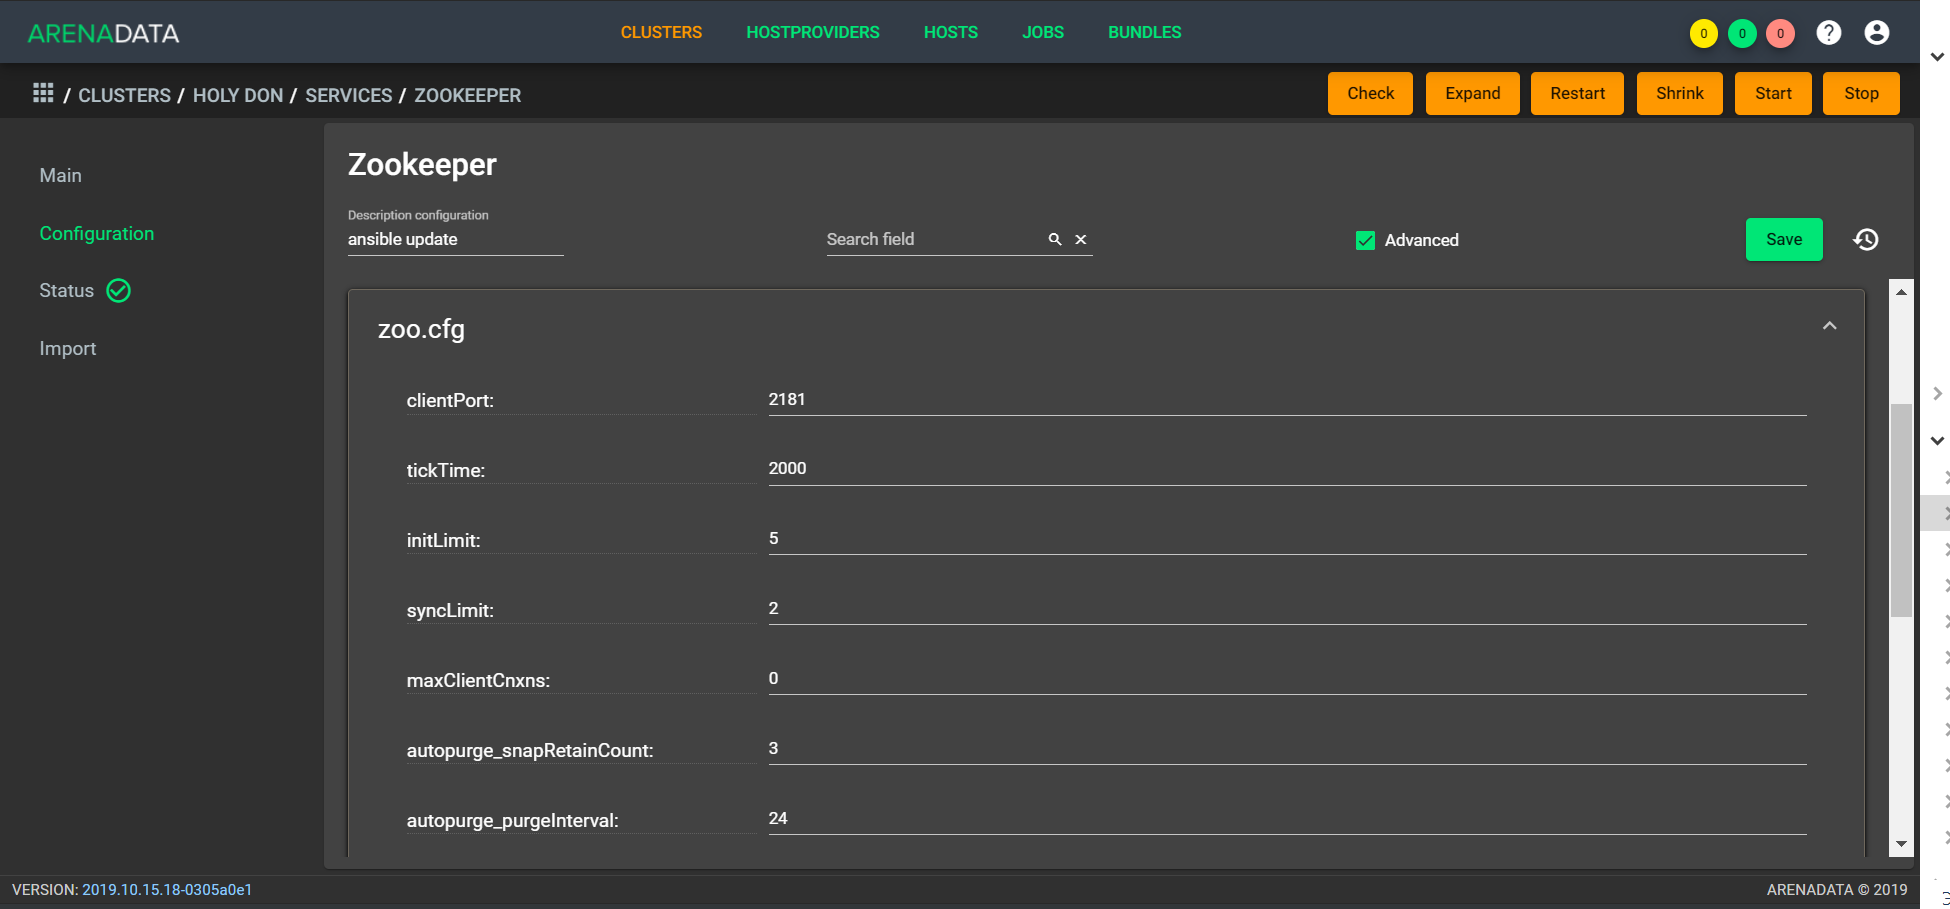 ARENADATA
CLUSTERS HOSTPROVIDERS HOSTS JOBS BUNDLES
0 0 0 ?
/ CLUSTERS / HOLY DON / SERVICES / ZOOKEEPER
Check Expand Restart Shrink Start Stop
Main
Configuration
Status
Import
Zookeeper
Description configuration
ansible update
Search field
Advanced
Save
zoo.cfg
clientPort: 2181
tickTime: 2000
initLimit: 5
syncLimit: 2
maxClientCnxns: 0
autopurge_snapRetainCount: 3
autopurge_purgeInterval: 24
VERSION: 2019.10.15.18-0305a0e1
ARENADATA © 2019